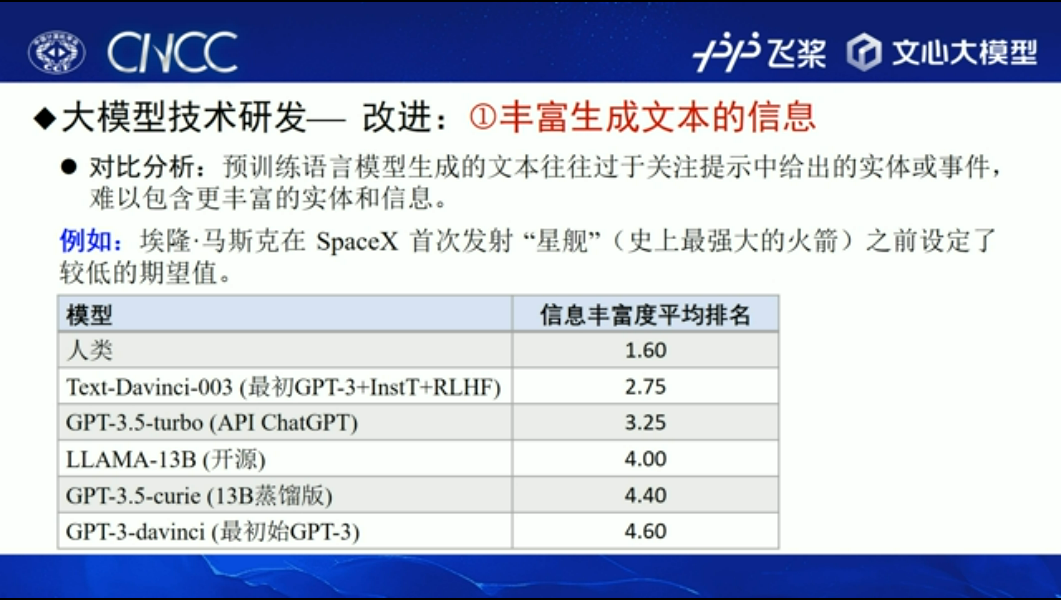 CNCC
飞桨 文心大模型
◆大模型技术研发— 改进：①丰富生成文本的信息
● 对比分析：预训练语言模型生成的文本往往过于关注提示中给出的实体或事件，
难以包含更丰富的实体和信息。
例如：埃隆·马斯克在 SpaceX 首次发射 “星舰”（史上最强大的火箭）之前设定了
较低的期望值。
模型 信息丰富度平均排名
人类 1.60
Text-Davinci-003 (最初GPT-3+InstT+RLHF) 2.75
GPT-3.5-turbo (API ChatGPT) 3.25
LLAMA-13B (开源) 4.00
GPT-3.5-curie (13B蒸馏版) 4.40
GPT-3-davinci (最初始GPT-3) 4.60